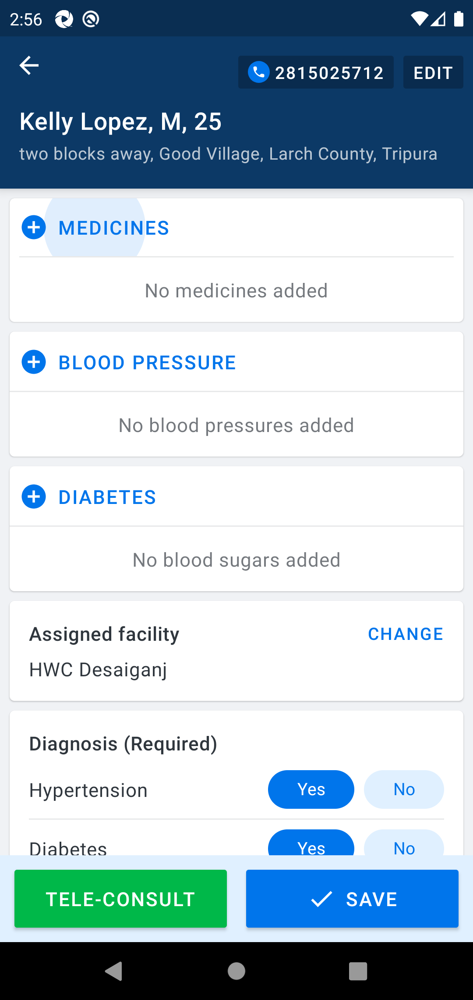 2:56
2815025712
EDIT
Kelly Lopez, M, 25
two blocks away, Good Village, Larch County, Tripura
MEDICINES
No medicines added
BLOOD PRESSURE
No blood pressures added
DIABETES
No blood sugars added
Assigned facility
CHANGE
HWC Desaiganj
Diagnosis (Required)
Hypertension
Yes
No
Diabetes
Yes
No
TELE-CONSULT
SAVE